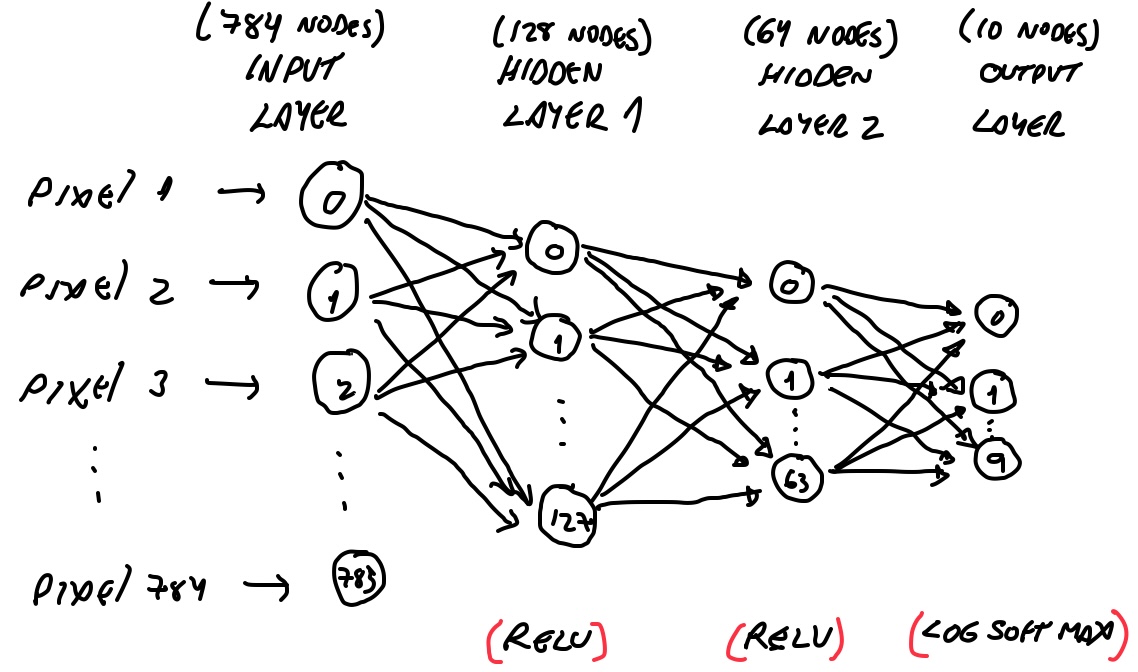 (784 NODES)
INPUT
LAYER
(128 NODES)
HIDDEN
LAYER 1
(64 NODES)
HIDDEN
LAYER 2
(10 NODES)
OUTPUT
LAYER
PIXEL 1
0
PIXEL 2
1
PIXEL 3
2
PIXEL 784
783
0
1
127
0
1
63
0
1
9
(RELU)
(RELU)
(LOG SOFT MAX)